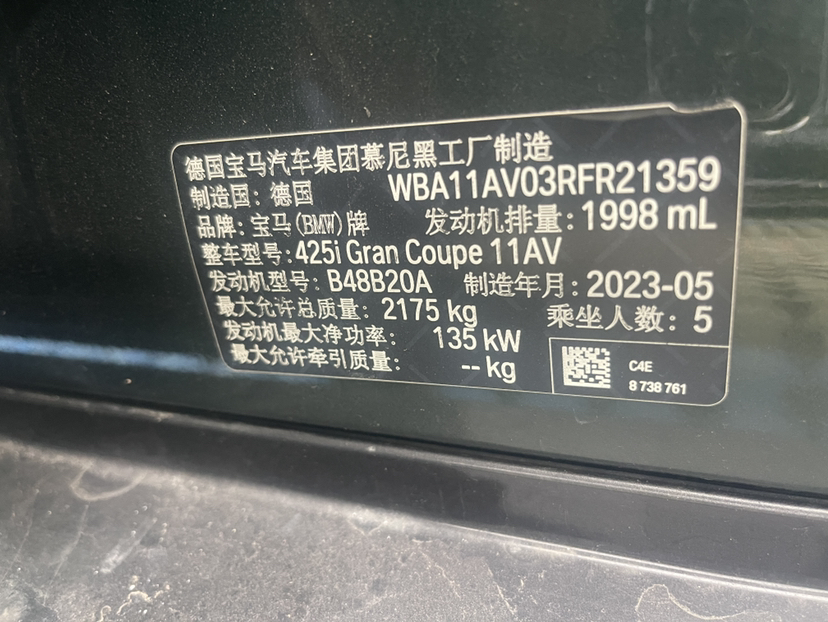 德国宝马汽车集团慕尼黑工厂制造
制造国: 德国 WBA11AV03RFR21359
品牌: 宝马(BMW)牌 发动机排量: 1998 mL
整车型号: 425i Gran Coupe 11AV
发动机型号: B48B20A 制造年月: 2023-05
最大允许总质量: 2175 kg 乘坐人数: 5
发动机最大净功率: 135 kW
最大允许牵引质量: -- kg
C4E
8 738 761